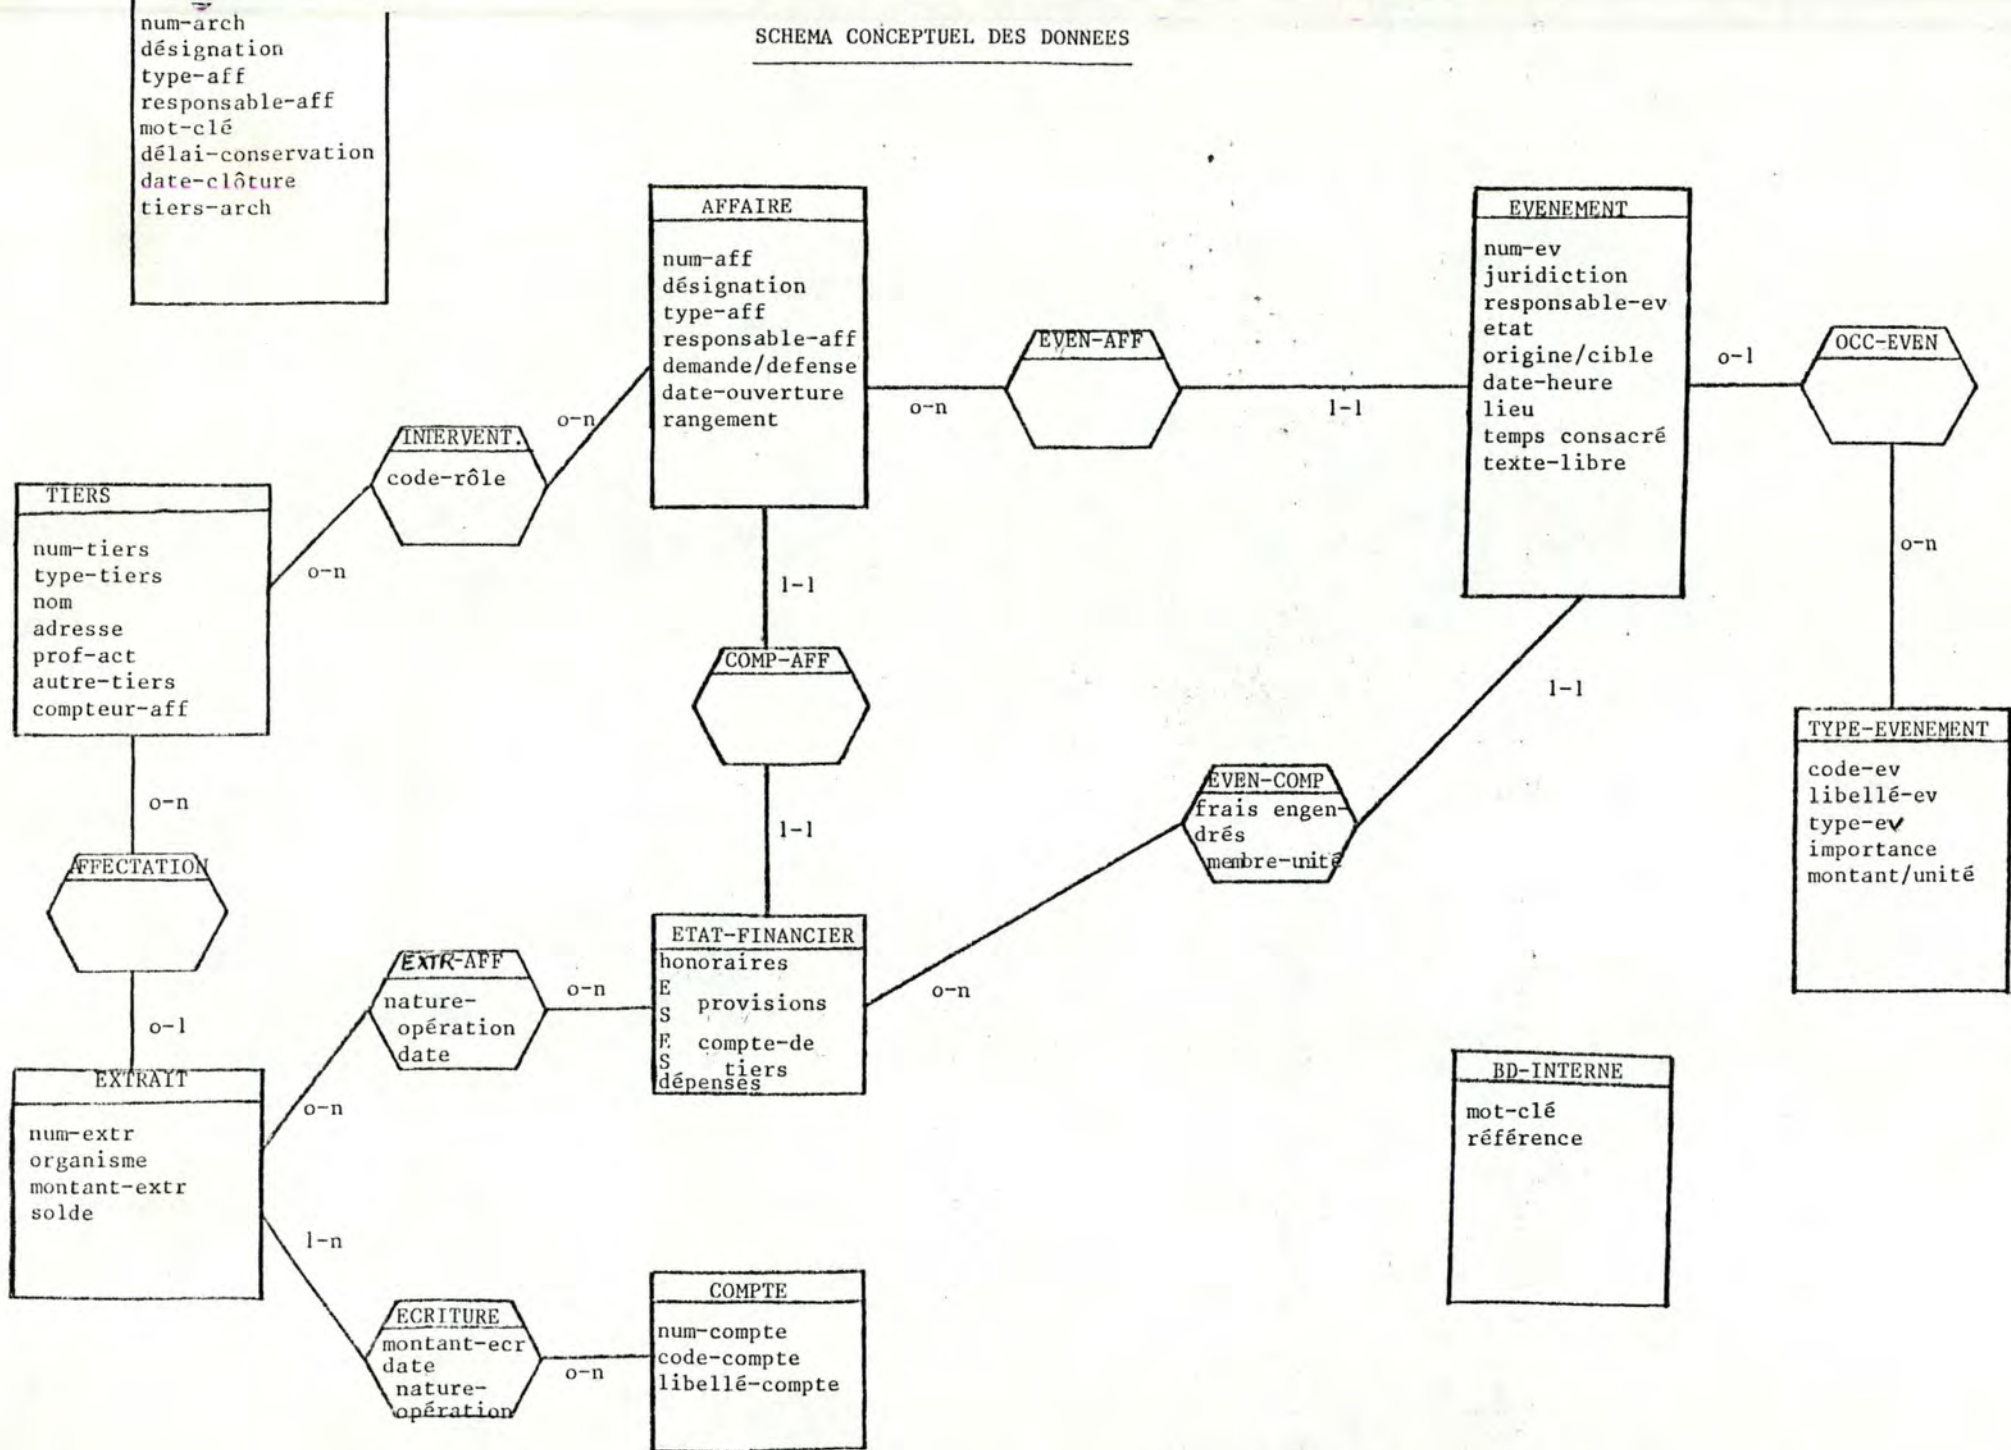 SCHEMA CONCEPTUEL DES DONNEES
num-arch
désignation
type-aff
responsable-aff
mot-clé
délai-conservation
date-clôture
tiers-arch
AFFAIRE
num-aff
désignation
type-aff
responsable-aff
demande/defense
date-ouverture
rangement
EVENEMENT
num-ev
juridiction
responsable-ev
etat
origine/cible
date-heure
lieu
temps consacré
texte-libre
EVEN-AFF
o-n
1-1
OCC-EVEN
o-1
o-n
INTERVENT.
code-rôle
o-n
o-n
TIERS
num-tiers
type-tiers
nom
adresse
prof-act
autre-tiers
compteur-aff
COMP-AFF
1-1
1-1
TYPE-EVENEMENT
code-ev
libellé-ev
type-ev
importance
montant/unité
EVEN-COMP
frais engen-
drés
membre-unité
1-1
o-n
AFFECTATION
o-n
o-1
EXTR-AFF
nature-
opération
date
o-n
o-n
ETAT-FINANCIER
honoraires
E
S provisions
E compte-de
S tiers
dépenses
EXTRAIT
num-extr
organisme
montant-extr
solde
BD-INTERNE
mot-clé
référence
1-n
ECRITURE
montant-ecr
date
nature-
opération
o-n
COMPTE
num-compte
code-compte
libellé-compte